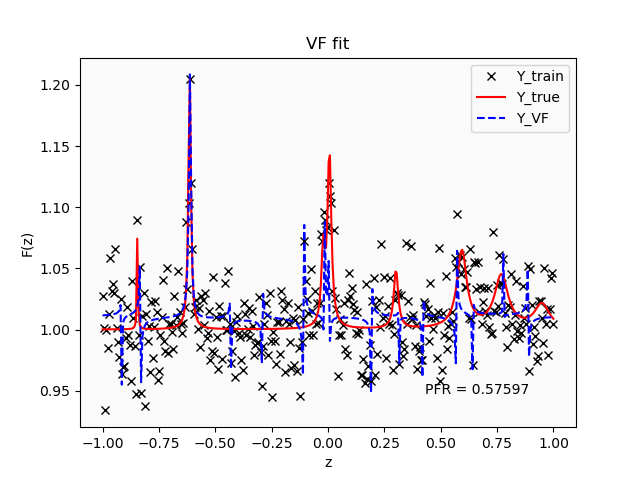 VF fit
Y_train
Y_true
Y_VF
F(z)
1.20
1.15
1.10
1.05
1.00
0.95
PFR = 0.57597
−1.00 −0.75 −0.50 −0.25 0.00 0.25 0.50 0.75 1.00
z